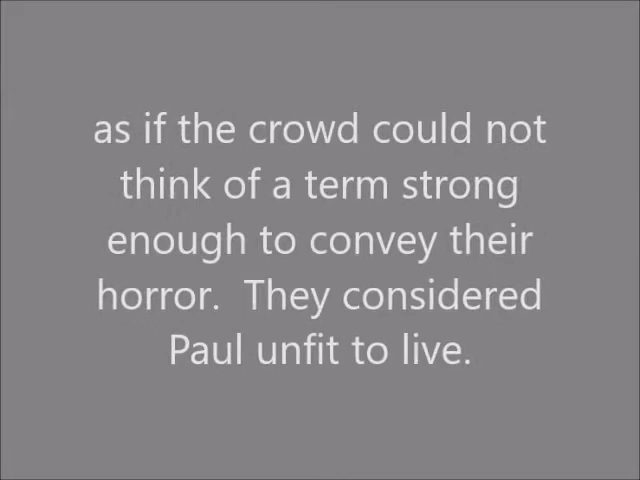 as if the crowd could not
think of a term strong
enough to convey their
horror.  They considered
Paul unfit to live.